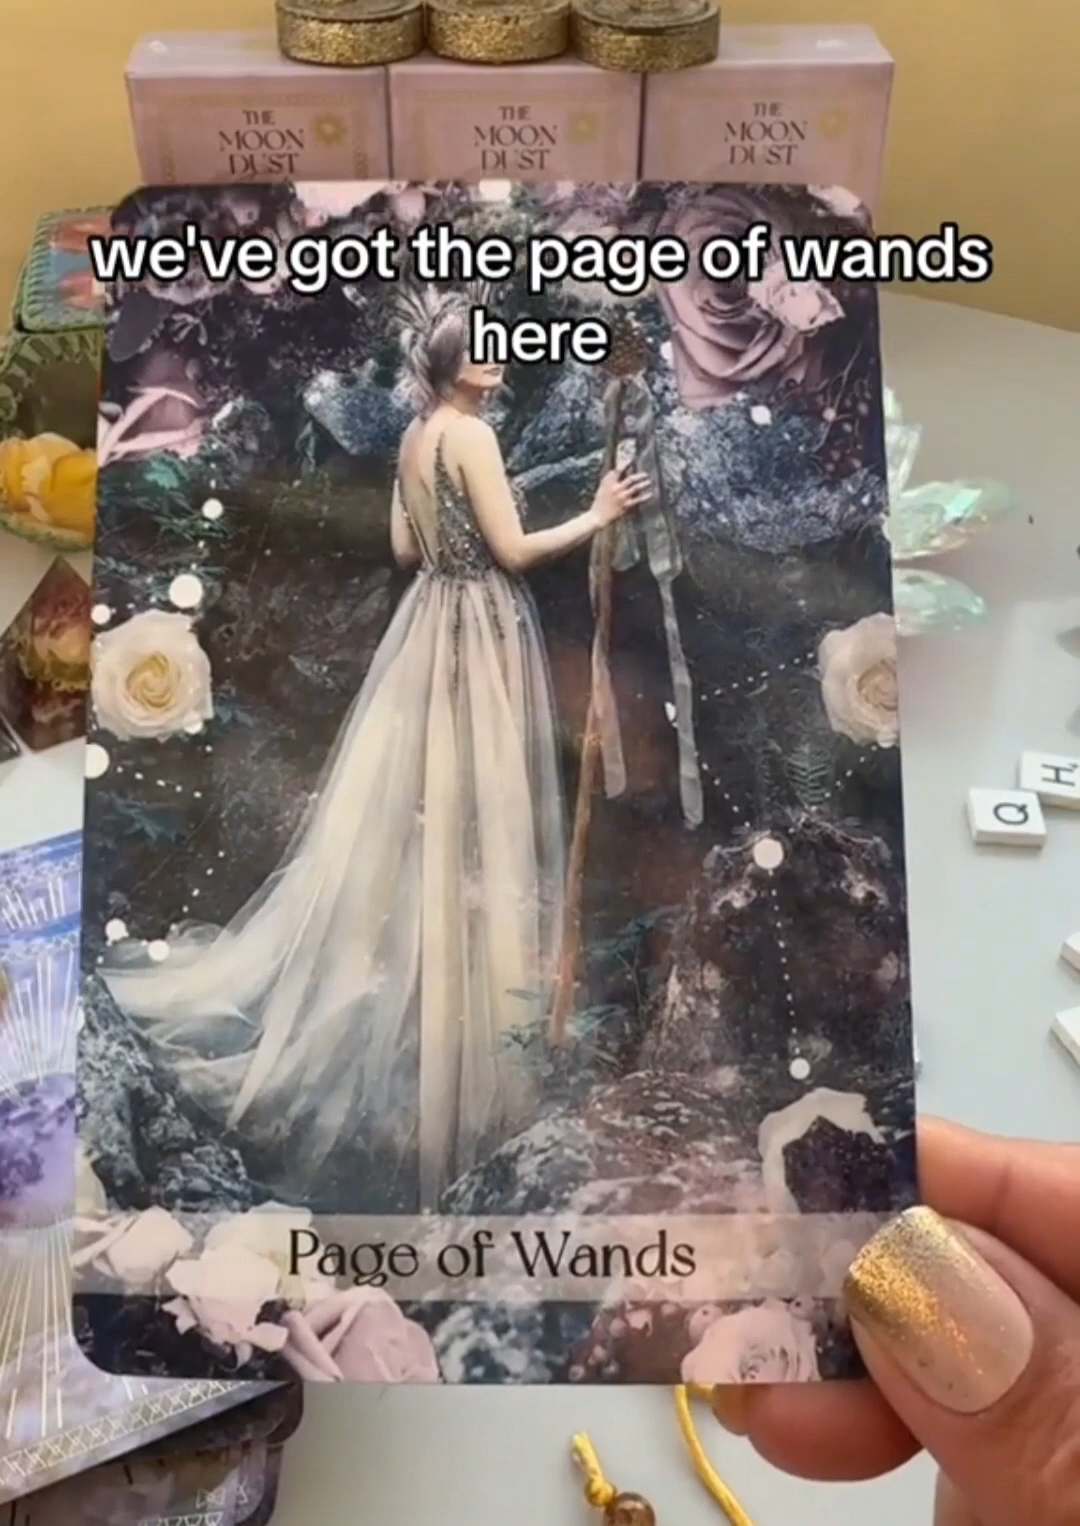 THE
MOON
DUST
THE
MOON
DUST
THE
MOON
DUST
we've got the page of wands
here
H
Q
Page of Wands